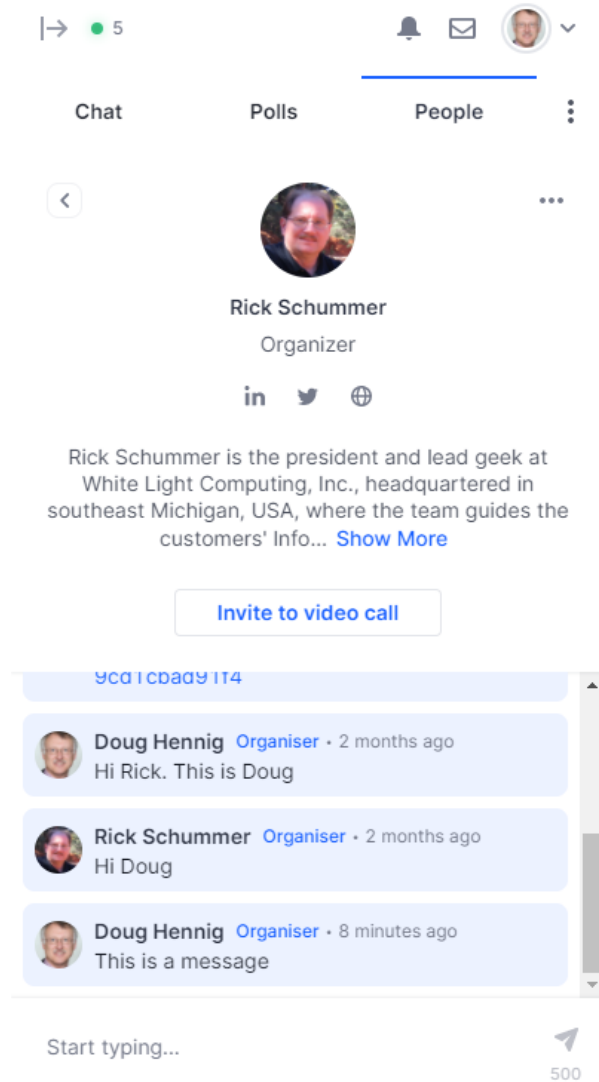 5
Chat Polls People
Rick Schummer
Organizer
in
Rick Schummer is the president and lead geek at
White Light Computing, Inc., headquartered in
southeast Michigan, USA, where the team guides the
customers' Info... Show More
Invite to video call
9cd1cbad91f4
Doug Hennig Organiser • 2 months ago
Hi Rick. This is Doug
Rick Schummer Organiser • 2 months ago
Hi Doug
Doug Hennig Organiser • 8 minutes ago
This is a message
Start typing...
500